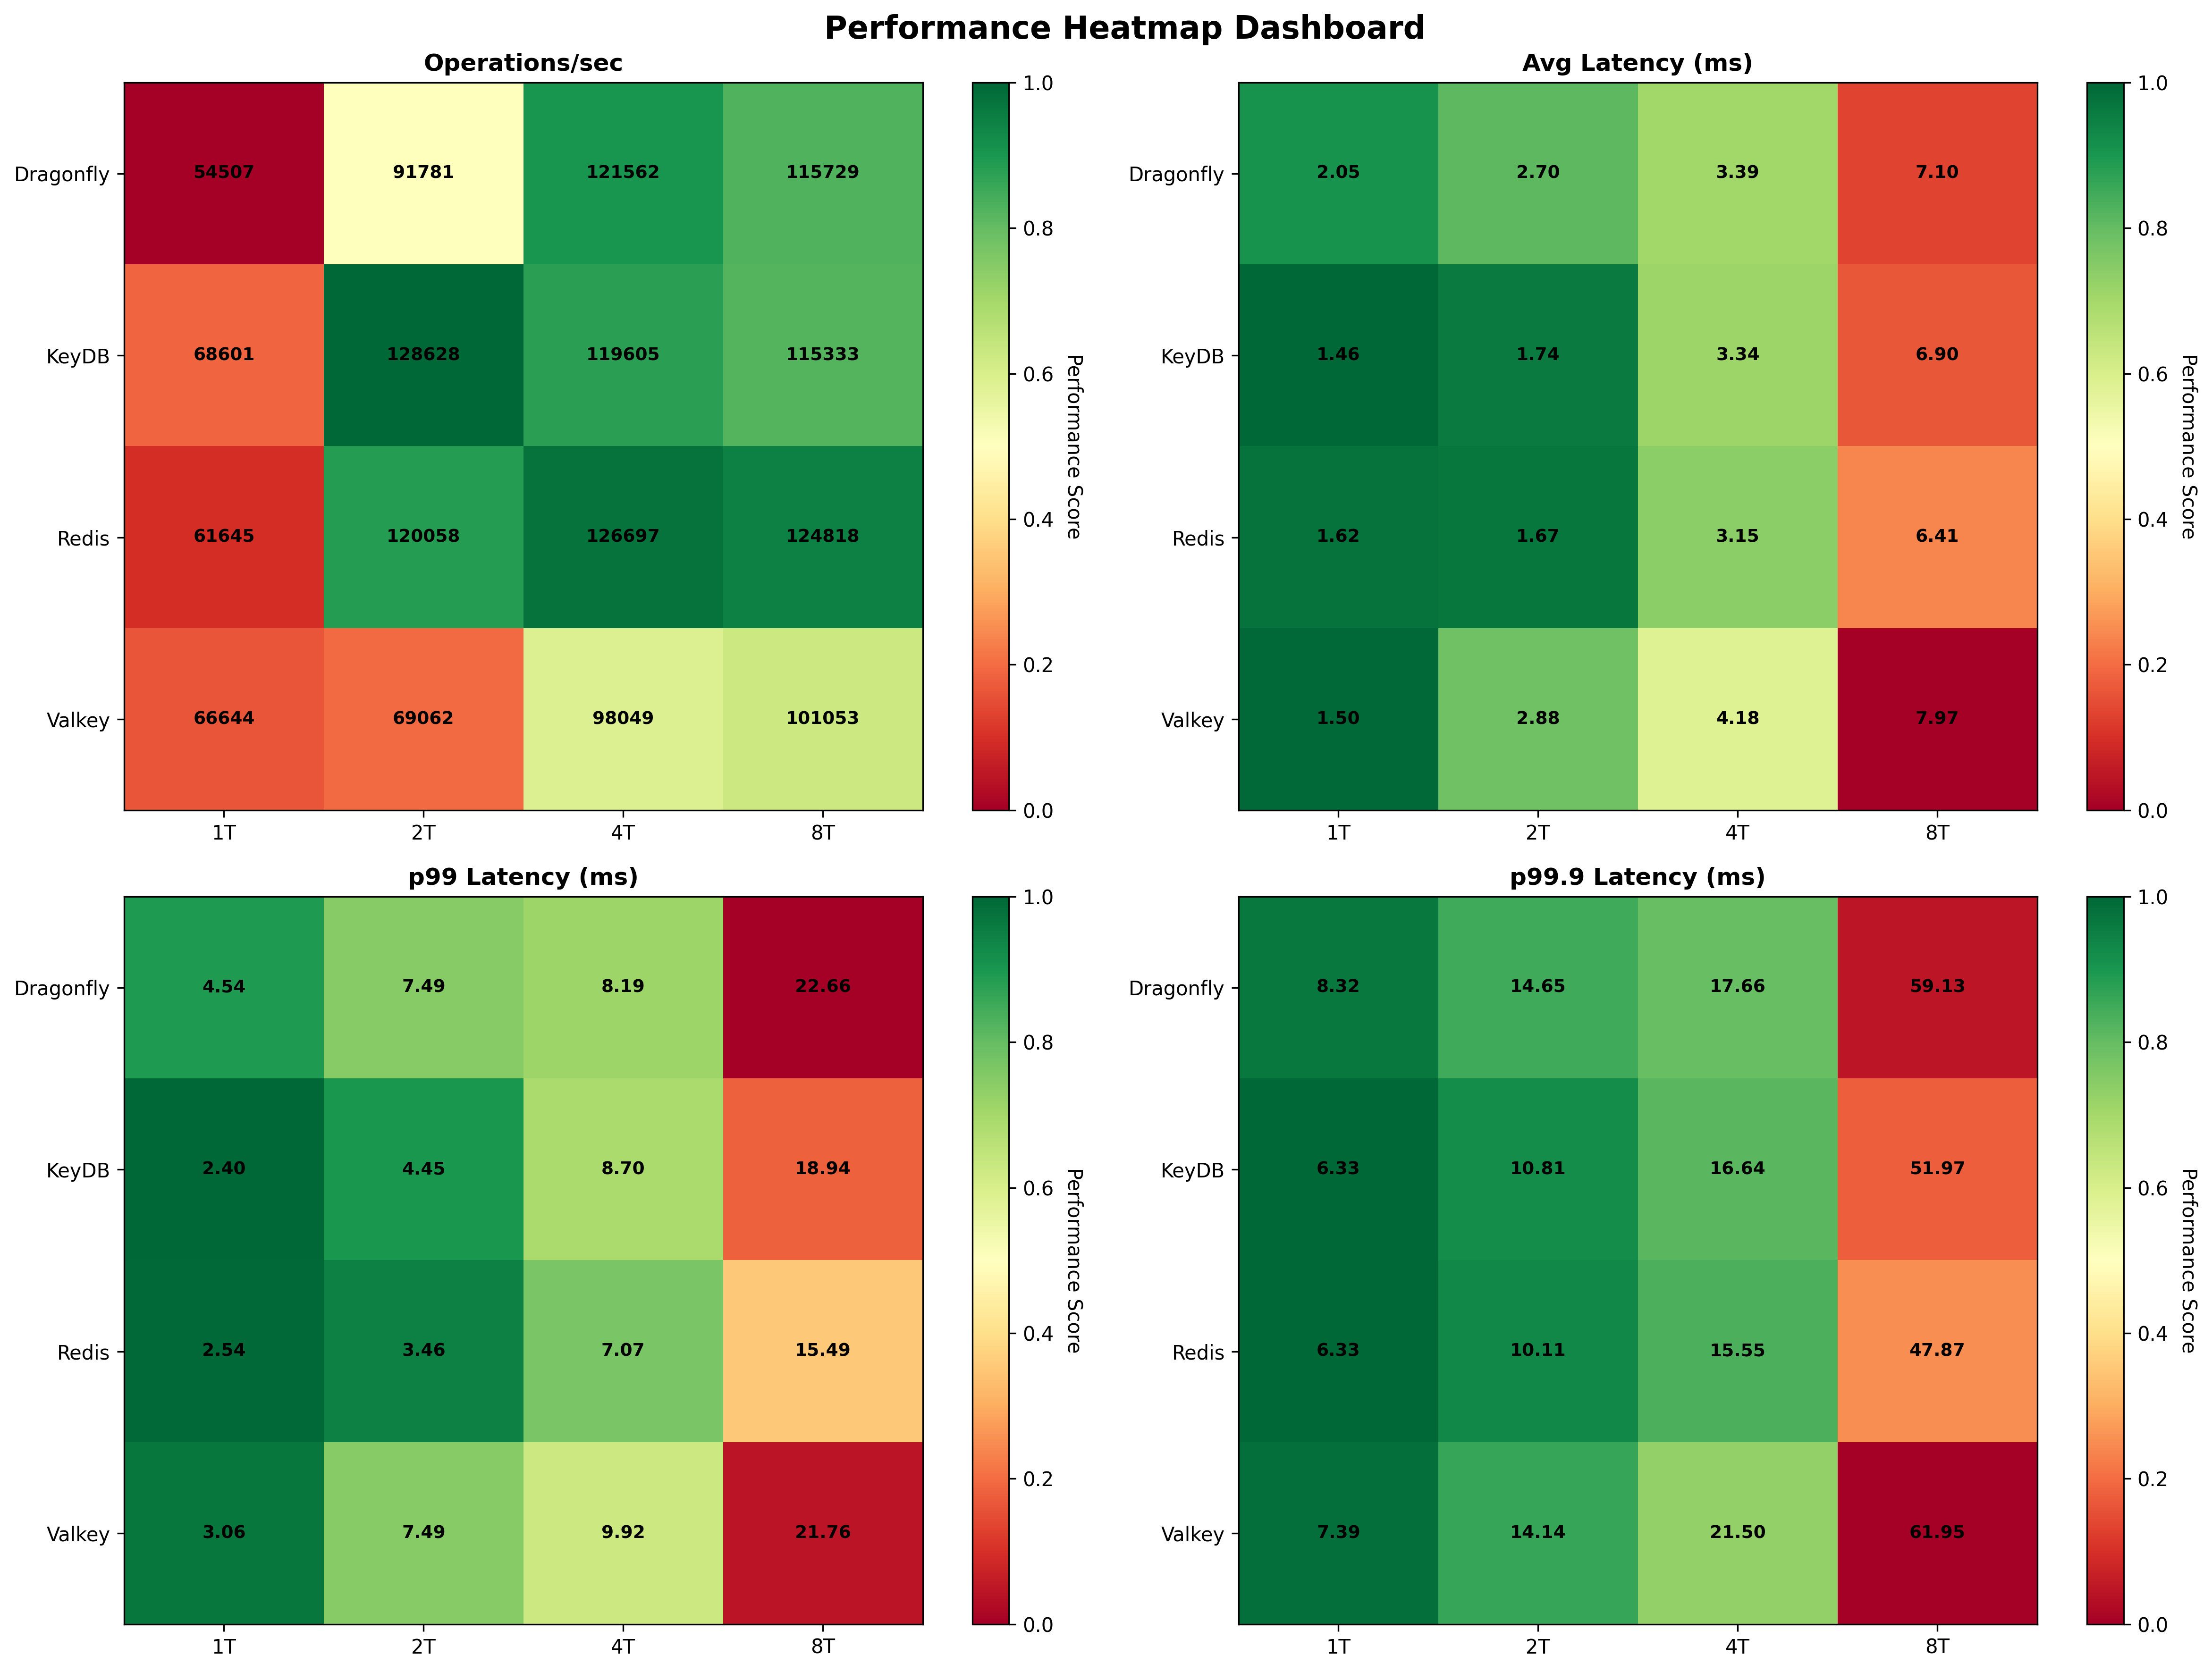 Performance Heatmap Dashboard
Operations/sec
Dragonfly 54507 91781 121562 115729
KeyDB 68601 128628 119605 115333
Redis 61645 120058 126697 124818
Valkey 66644 69062 98049 101053
1T 2T 4T 8T
1.0
0.8
0.6
0.4
0.2
0.0
Performance Score
Avg Latency (ms)
Dragonfly 2.05 2.70 3.39 7.10
KeyDB 1.46 1.74 3.34 6.90
Redis 1.62 1.67 3.15 6.41
Valkey 1.50 2.88 4.18 7.97
1T 2T 4T 8T
1.0
0.8
0.6
0.4
0.2
0.0
Performance Score
p99 Latency (ms)
Dragonfly 4.54 7.49 8.19 22.66
KeyDB 2.40 4.45 8.70 18.94
Redis 2.54 3.46 7.07 15.49
Valkey 3.06 7.49 9.92 21.76
1T 2T 4T 8T
1.0
0.8
0.6
0.4
0.2
0.0
Performance Score
p99.9 Latency (ms)
Dragonfly 8.32 14.65 17.66 59.13
KeyDB 6.33 10.81 16.64 51.97
Redis 6.33 10.11 15.55 47.87
Valkey 7.39 14.14 21.50 61.95
1T 2T 4T 8T
1.0
0.8
0.6
0.4
0.2
0.0
Performance Score